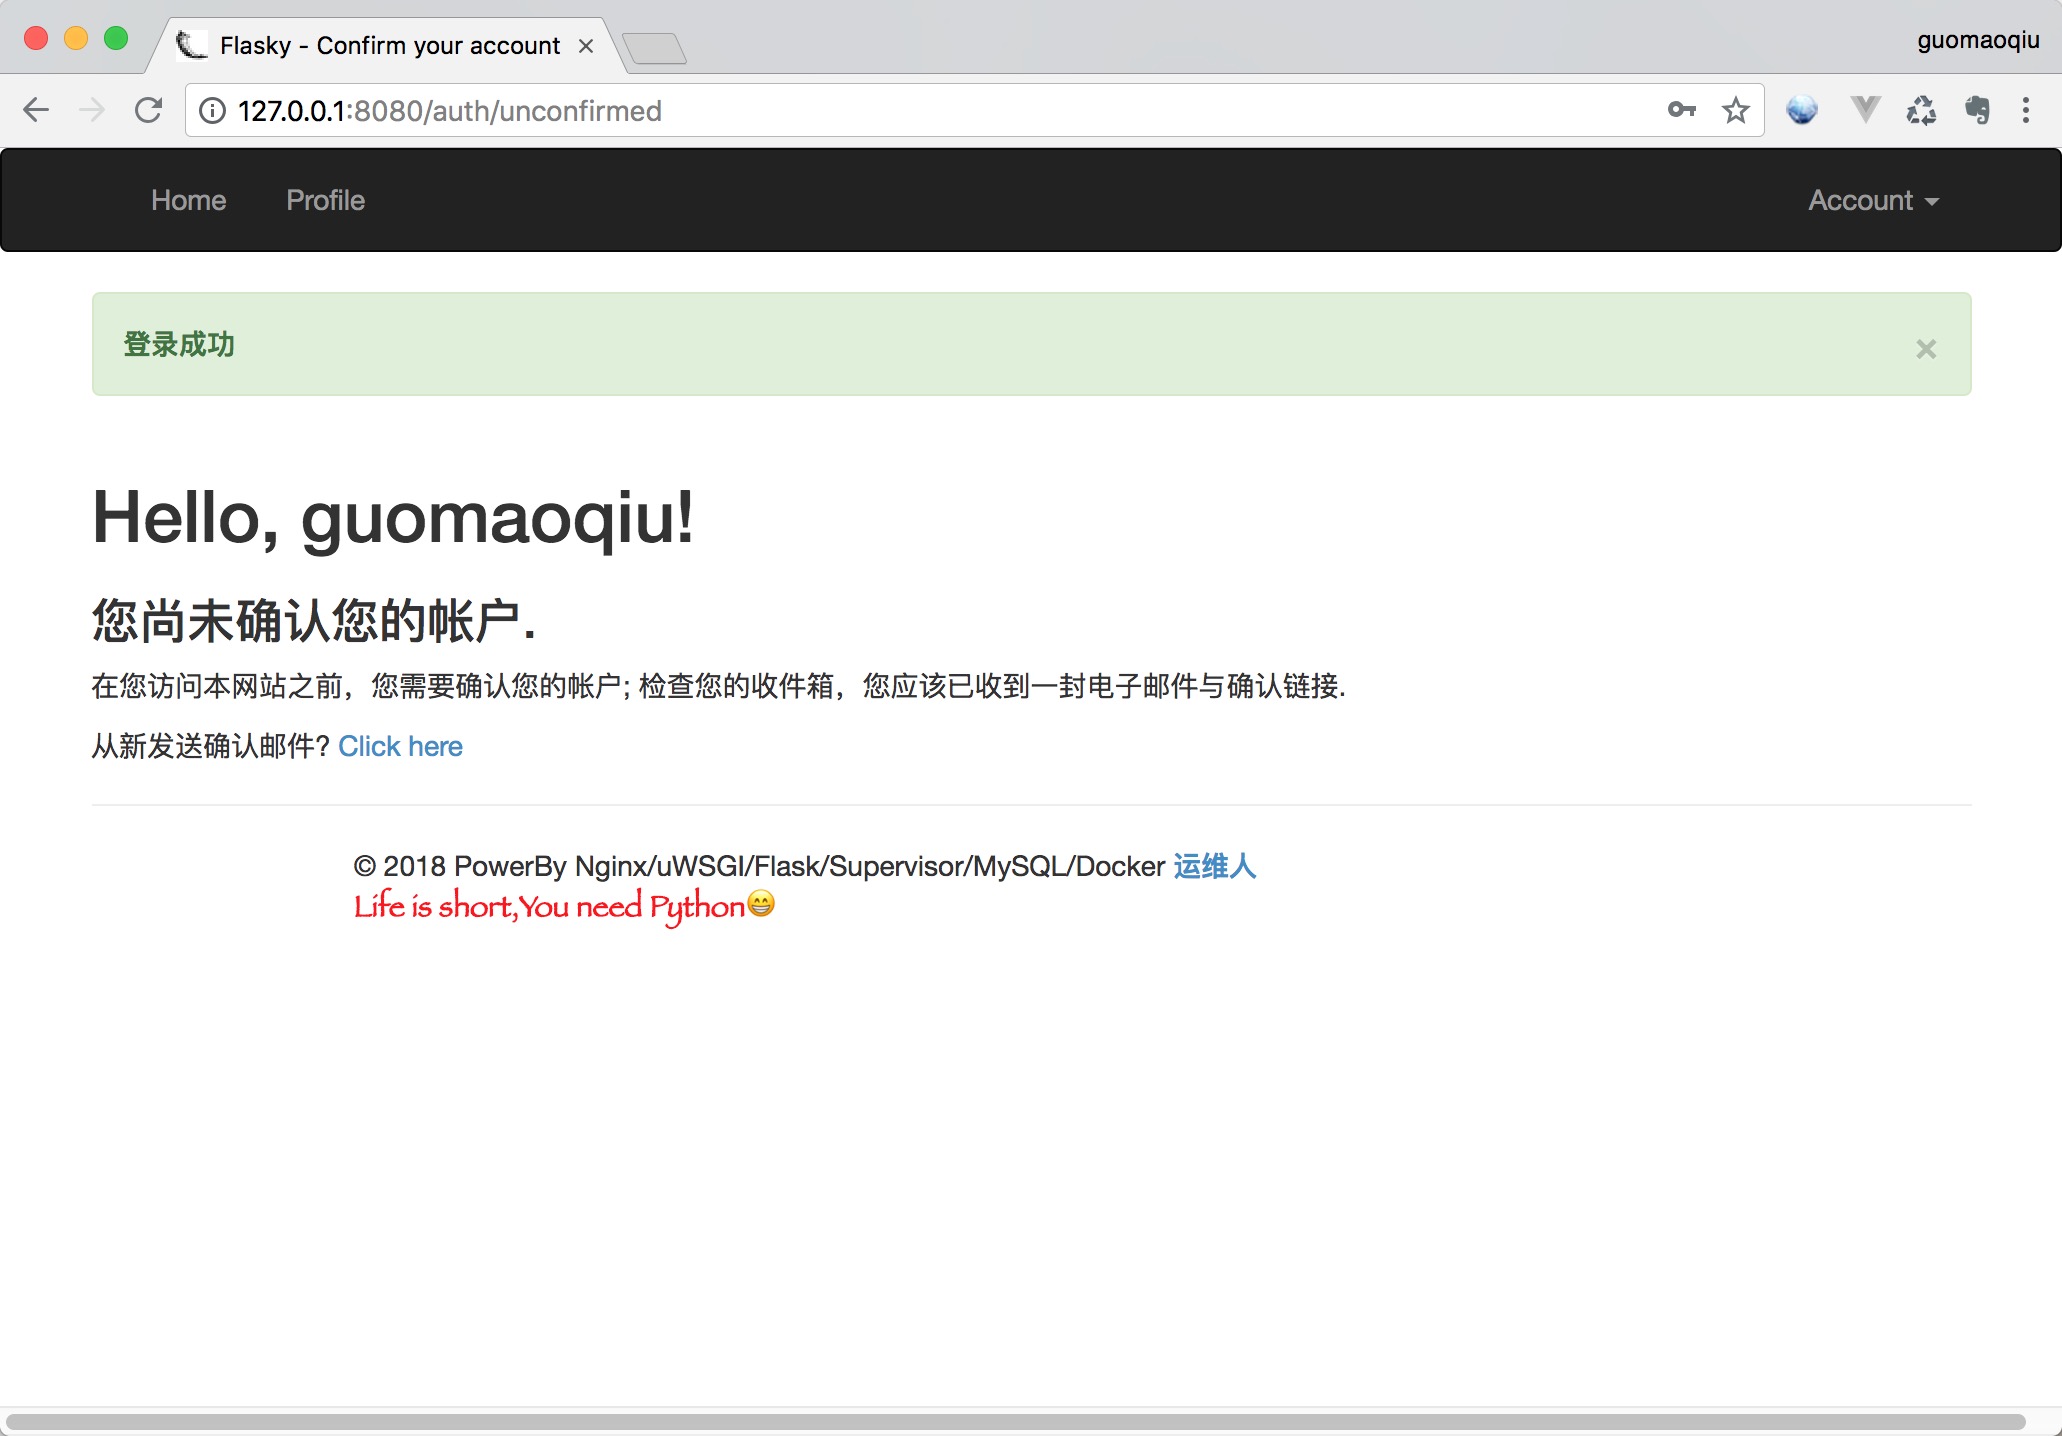 Flasky - Confirm your account
guomaoqiu
127.0.0.1:8080/auth/unconfirmed
Home Profile Account
登录成功
×
Hello, guomaoqiu!
您尚未确认您的帐户.
在您访问本网站之前，您需要确认您的帐户; 检查您的收件箱，您应该已收到一封电子邮件与确认链接.
从新发送确认邮件? Click here
© 2018 PowerBy Nginx/uWSGI/Flask/Supervisor/MySQL/Docker 运维人
Life is short,You need Python😁